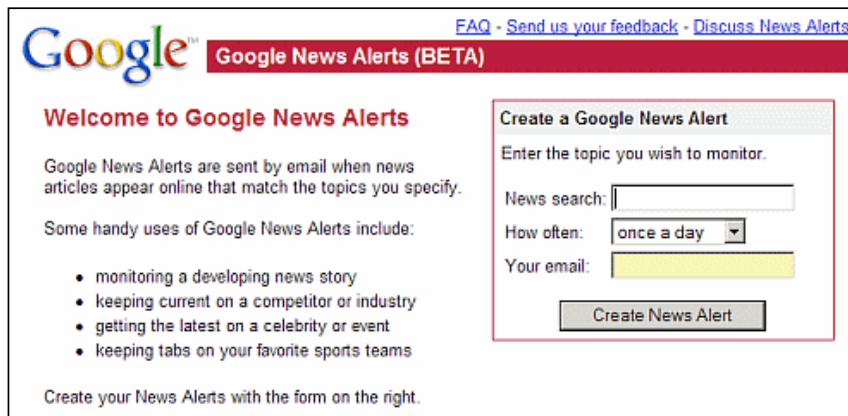 FAQ - Send us your feedback - Discuss News Alerts
Google™
Google News Alerts (BETA)
Welcome to Google News Alerts
Google News Alerts are sent by email when news
articles appear online that match the topics you specify.
Some handy uses of Google News Alerts include:
• monitoring a developing news story
• keeping current on a competitor or industry
• getting the latest on a celebrity or event
• keeping tabs on your favorite sports teams
Create your News Alerts with the form on the right.
Create a Google News Alert
Enter the topic you wish to monitor.
News search:
How often: once a day
Your email:
Create News Alert